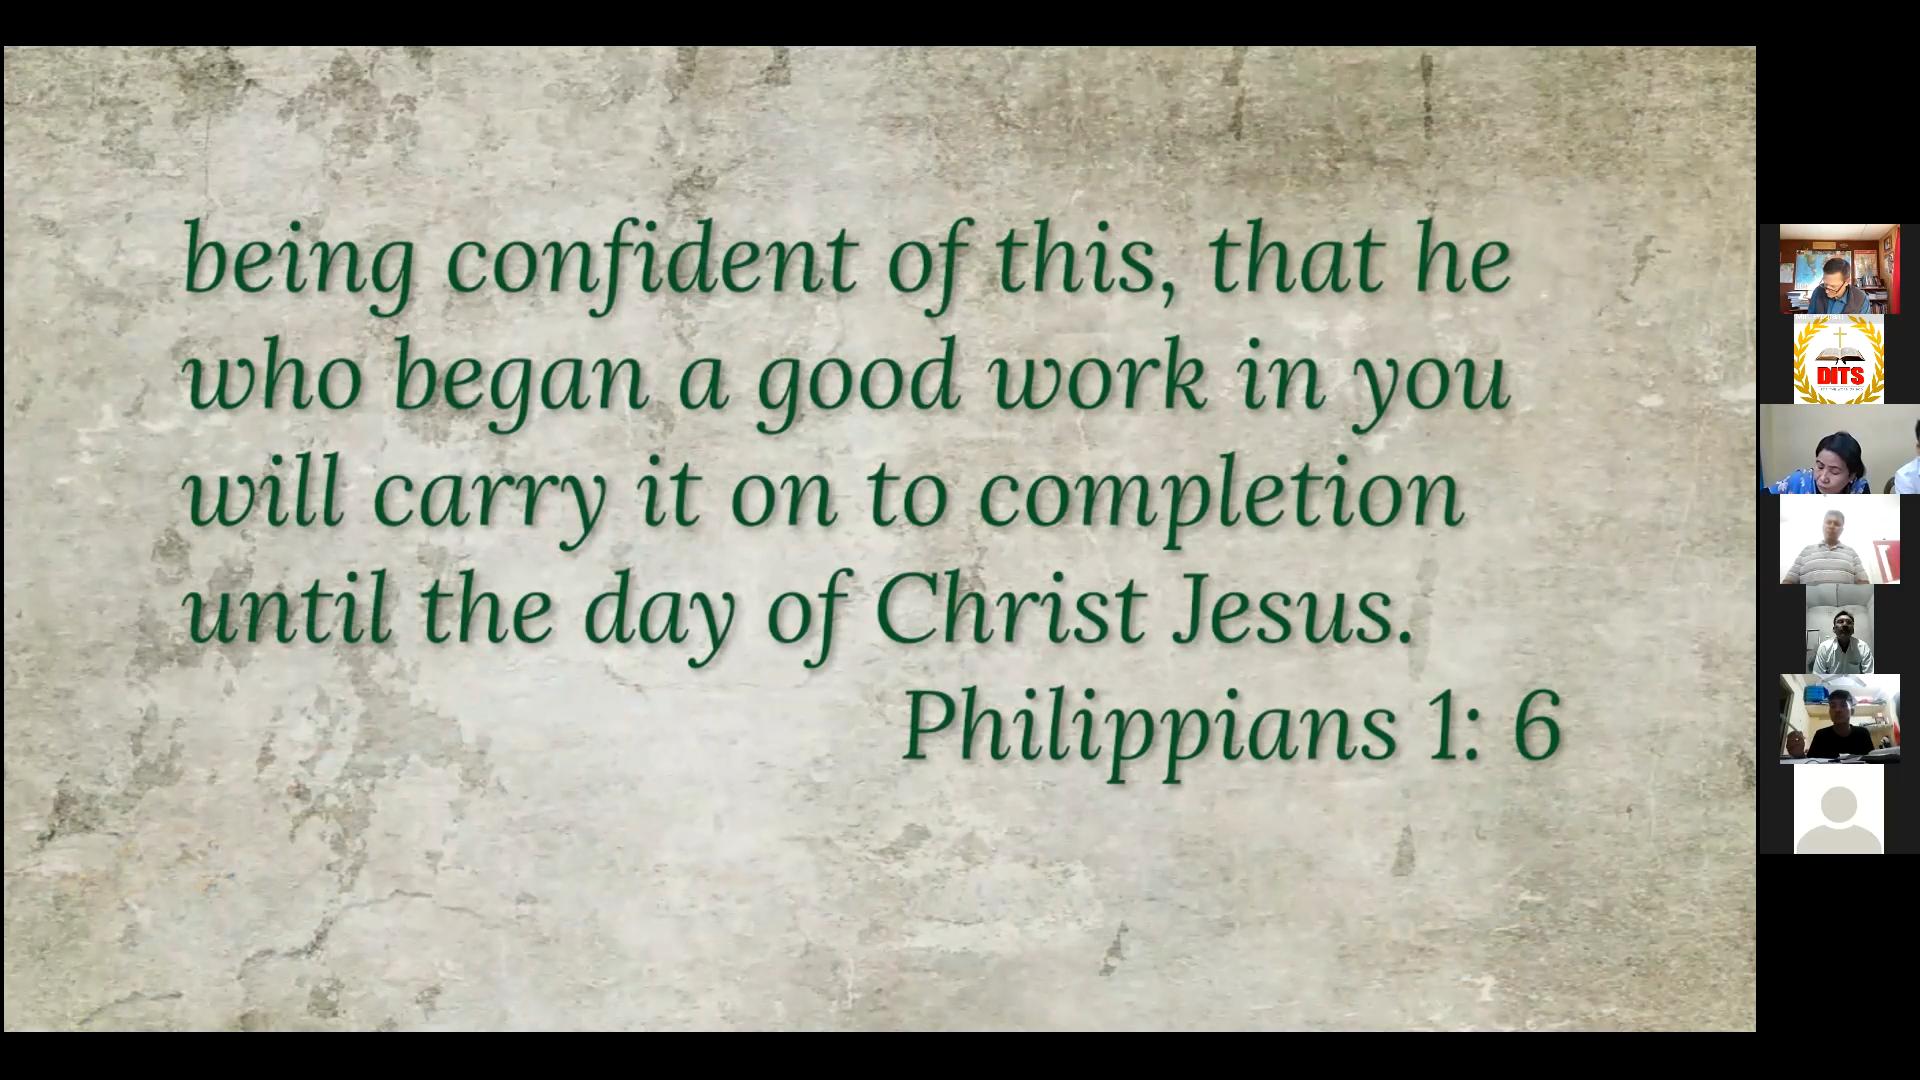 being confident of this, that he
who began a good work in you
will carry it on to completion
until the day of Christ Jesus.
Philippians 1: 6
DITS